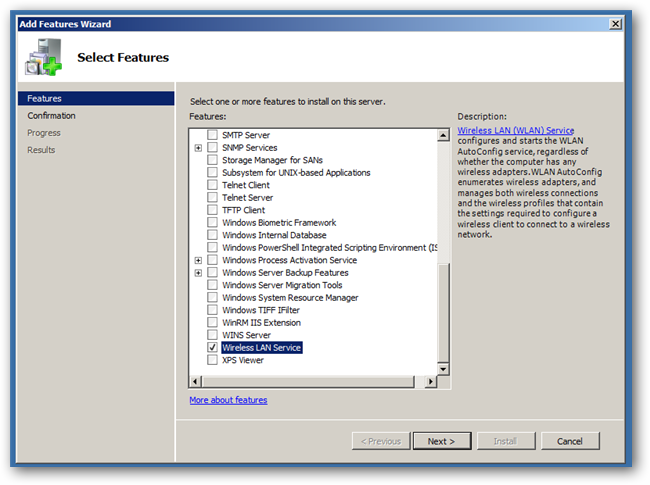 Add Features Wizard
Select Features
Features
Confirmation
Progress
Results
Select one or more features to install on this server.
Features:
SMTP Server
SNMP Services
Storage Manager for SANs
Subsystem for UNIX-based Applications
Telnet Client
Telnet Server
TFTP Client
Windows Biometric Framework
Windows Internal Database
Windows PowerShell Integrated Scripting Environment (IS
Windows Process Activation Service
Windows Server Backup Features
Windows Server Migration Tools
Windows System Resource Manager
Windows TIFF IFilter
WinRM IIS Extension
WINS Server
Wireless LAN Service
XPS Viewer
More about features
Description:
Wireless LAN (WLAN) Service
configures and starts the WLAN
AutoConfig service, regardless of
whether the computer has any
wireless adapters. WLAN AutoConfig
enumerates wireless adapters, and
manages both wireless connections
and the wireless profiles that contain
the settings required to configure a
wireless client to connect to a wireless
network.
< Previous
Next >
Install
Cancel